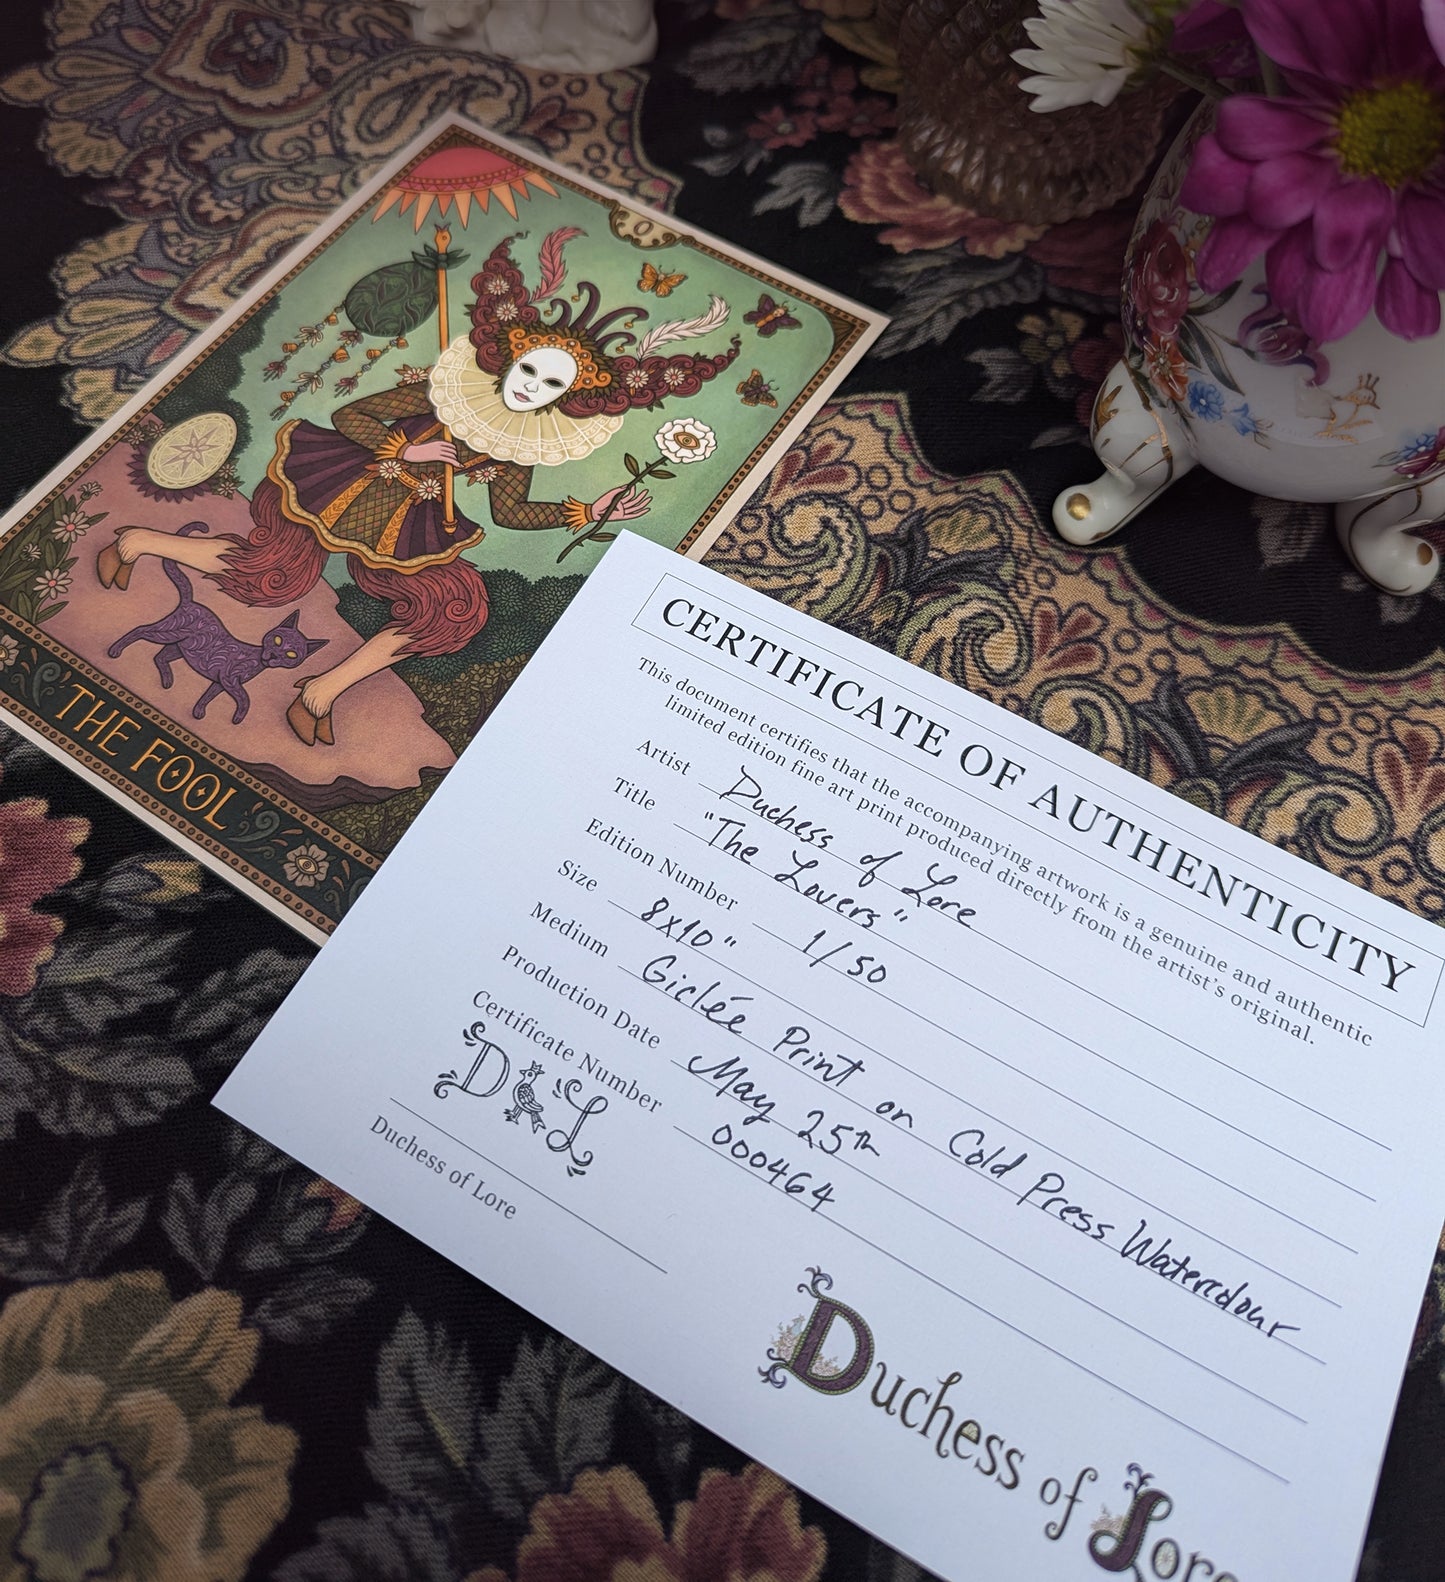 0
THE FOOL
CERTIFICATE OF AUTHENTICITY
This document certifies that the accompanying artwork is a genuine and authentic
limited edition fine art print produced directly from the artist's original.
Artist Duchess of Lore
Title "The Lovers"
Edition Number 1/50
Size 8x10"
Medium Giclée Print on Cold Press Watercolour
Production Date May 25th
Certificate Number 000464
D L
Duchess of Lore
Duchess of Lore